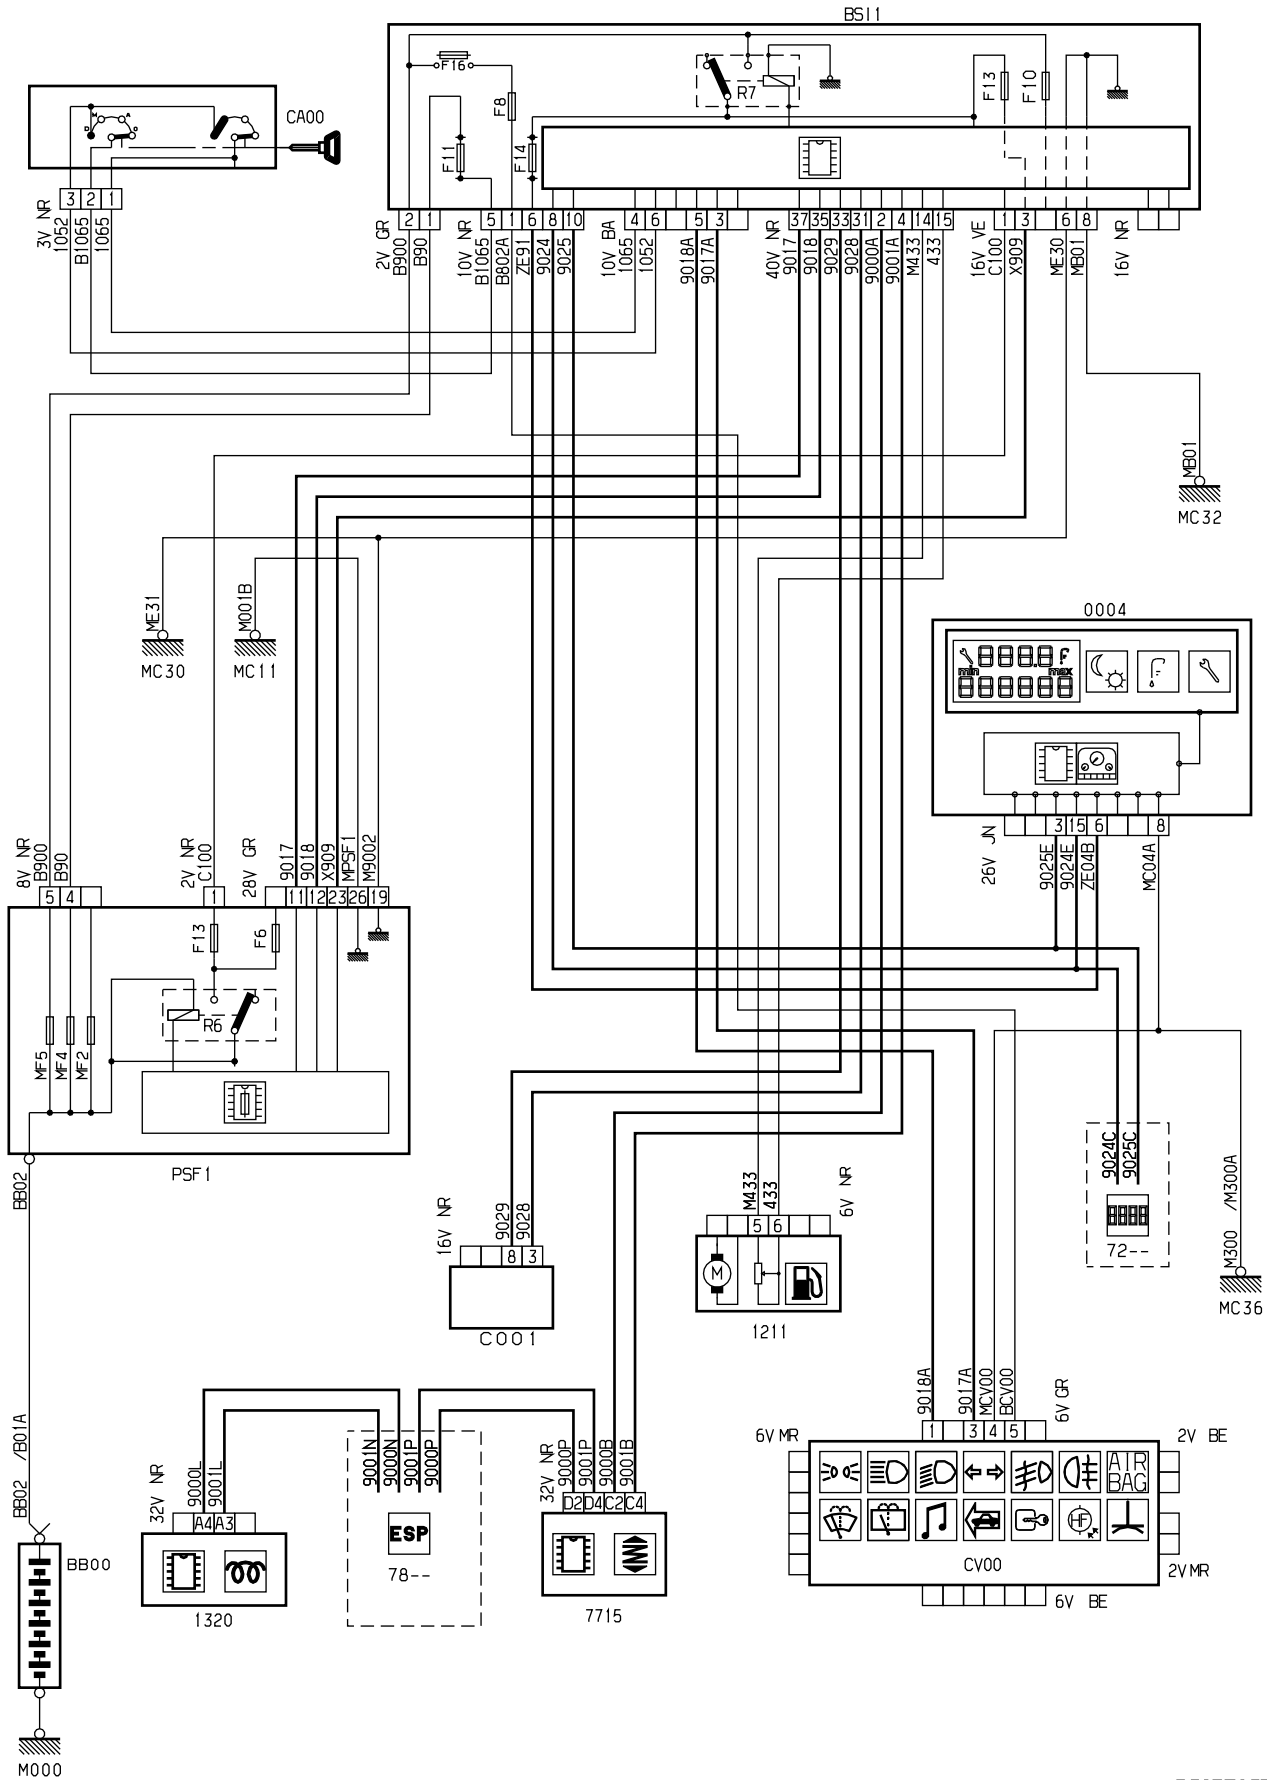 BSI1
F16
F8
F11
F14
R7
F13
F10
CA00
M
A
D
O
3 2 1
3V NR
1052
B1065
1065
2 1
5 1 6 8 10
4 6
5 3
37 35 33 31 2 4 14 15
1 3
6 8
2V GR
B900
B90
10V NR
B1065
B802A
ZE91
9024
9025
10V BA
1065
1052
9018A
9017A
40V NR
9017
9018
9029
9028
9000A
9001A
M433
433
16V VE
C100
X909
ME30
MB01
16V NR
MB01
MC32
ME31
MC30
M001B
MC11
0004
min
max
3 15 6
8
26V JN
9025E
9024E
ZE04B
MC04A
8V NR
B900
B90
2V NR
C100
28V GR
9017
9018
X909
MPSF1
M9002
5 4
1
11 12 23 26 19
F13
F6
R6
MF5
MF4
MF2
PSF1
BB02
BB02 /B01A
BB00
M000
16V NR
9029
9028
8 3
C001
M433
433
6V NR
5 6
M
1211
9024C
9025C
72--
M300 /M300A
MC36
9018A
9017A
MCV00
BCV00
6V GR
1 3 4 5
6V MR
2V BE
AIR
BAG
HF
CV00
2V MR
6V BE
32V NR
9000L
9001L
A4 A3
1320
9001N
9000N
9001P
9000P
ESP
78--
32V NR
9000P
9001P
9000B
9001B
D2 D4 C2 C4
7715